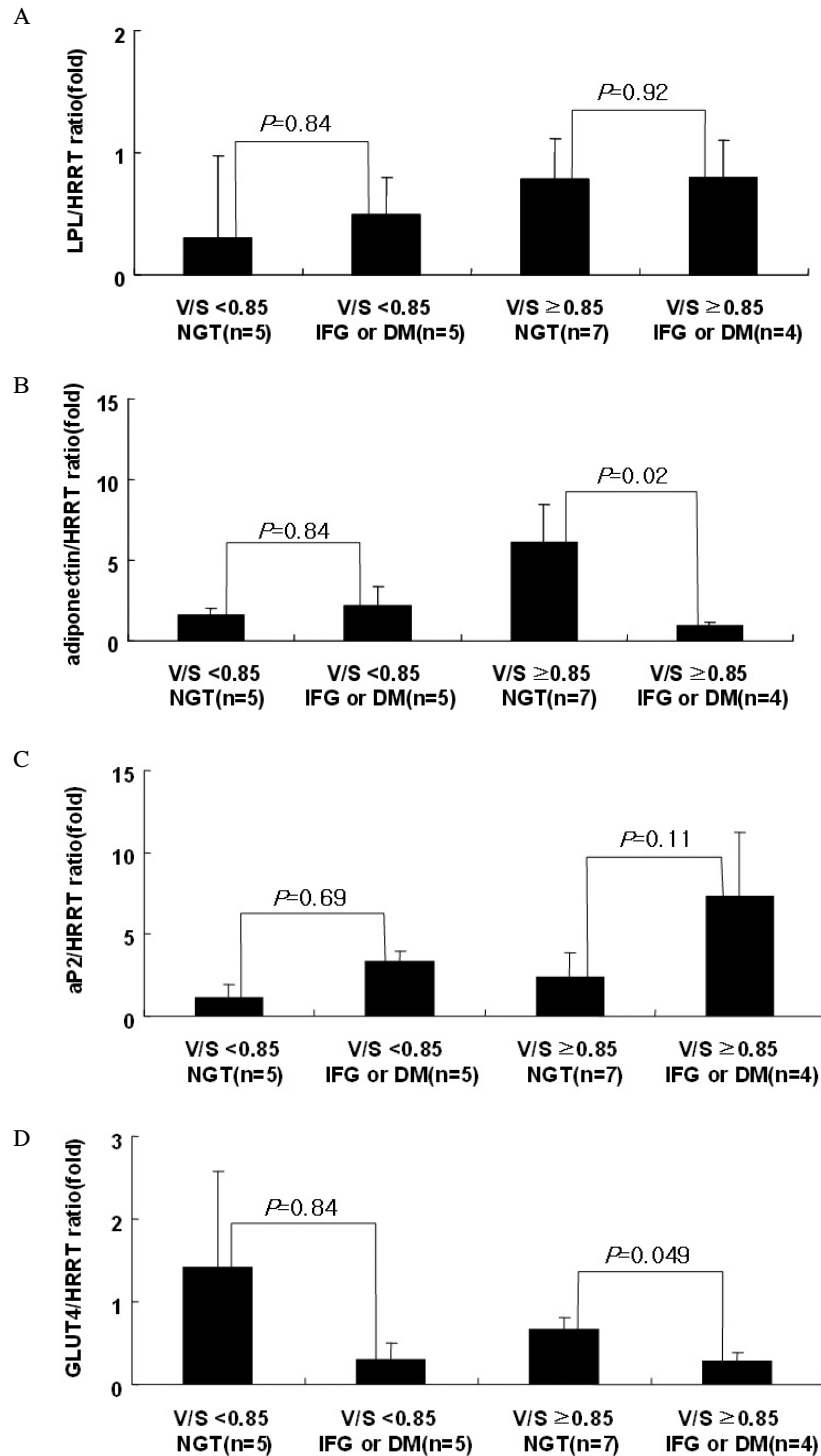 A
LPL/HRRT ratio(fold)
2
1
0
P=0.84
P=0.92
V/S <0.85 V/S <0.85 V/S ≥0.85 V/S ≥0.85
NGT(n=5) IFG or DM(n=5) NGT(n=7) IFG or DM(n=4)
B
adiponectin/HRRT ratio(fold)
15
10
5
0
P=0.84
P=0.02
V/S <0.85 V/S <0.85 V/S ≥0.85 V/S ≥0.85
NGT(n=5) IFG or DM(n=5) NGT(n=7) IFG or DM(n=4)
C
aP2/HRRT ratio(fold)
15
10
5
0
P=0.69
P=0.11
V/S <0.85 V/S <0.85 V/S ≥0.85 V/S ≥0.85
NGT(n=5) IFG or DM(n=5) NGT(n=7) IFG or DM(n=4)
D
GLUT4/HRRT ratio(fold)
3
2
1
0
P=0.84
P=0.049
V/S <0.85 V/S <0.85 V/S ≥0.85 V/S ≥0.85
NGT(n=5) IFG or DM(n=5) NGT(n=7) IFG or DM(n=4)